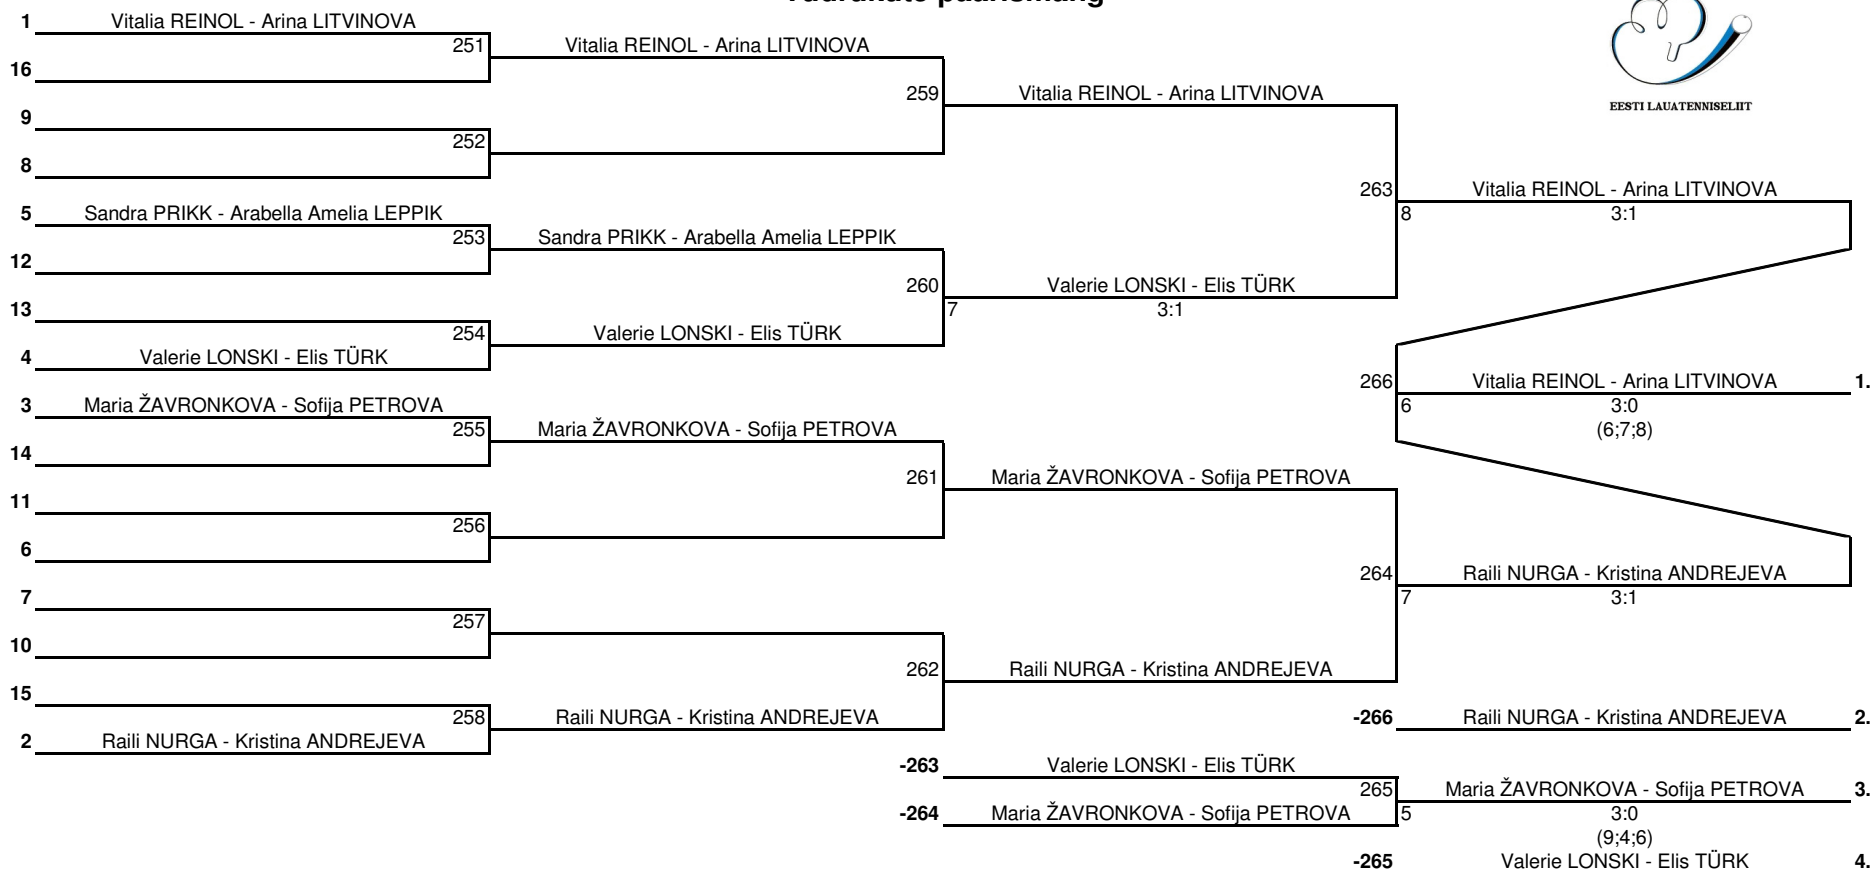 1 Vitalia REINOL - Arina LITVINOVA
251 Vitalia REINOL - Arina LITVINOVA
16
259 Vitalia REINOL - Arina LITVINOVA
EESTI LAUATENNISELIIT
9
252
8
263 Vitalia REINOL - Arina LITVINOVA
5 Sandra PRIKK - Arabella Amelia LEPPIK
8 3:1
253 Sandra PRIKK - Arabella Amelia LEPPIK
12
260 Valerie LONSKI - Elis TÜRK
13
7 3:1
254 Valerie LONSKI - Elis TÜRK
4 Valerie LONSKI - Elis TÜRK
266 Vitalia REINOL - Arina LITVINOVA 1.
3 Maria ŽAVRONKOVA - Sofija PETROVA
6 3:0
255 Maria ŽAVRONKOVA - Sofija PETROVA
(6;7;8)
14
261 Maria ŽAVRONKOVA - Sofija PETROVA
11
256
6
264 Raili NURGA - Kristina ANDREJEVA
7
7 3:1
257
10
262 Raili NURGA - Kristina ANDREJEVA
15
258 Raili NURGA - Kristina ANDREJEVA
-266 Raili NURGA - Kristina ANDREJEVA 2.
2 Raili NURGA - Kristina ANDREJEVA
-263 Valerie LONSKI - Elis TÜRK
265 Maria ŽAVRONKOVA - Sofija PETROVA 3.
-264 Maria ŽAVRONKOVA - Sofija PETROVA
5 3:0
(9;4;6)
-265 Valerie LONSKI - Elis TÜRK 4.